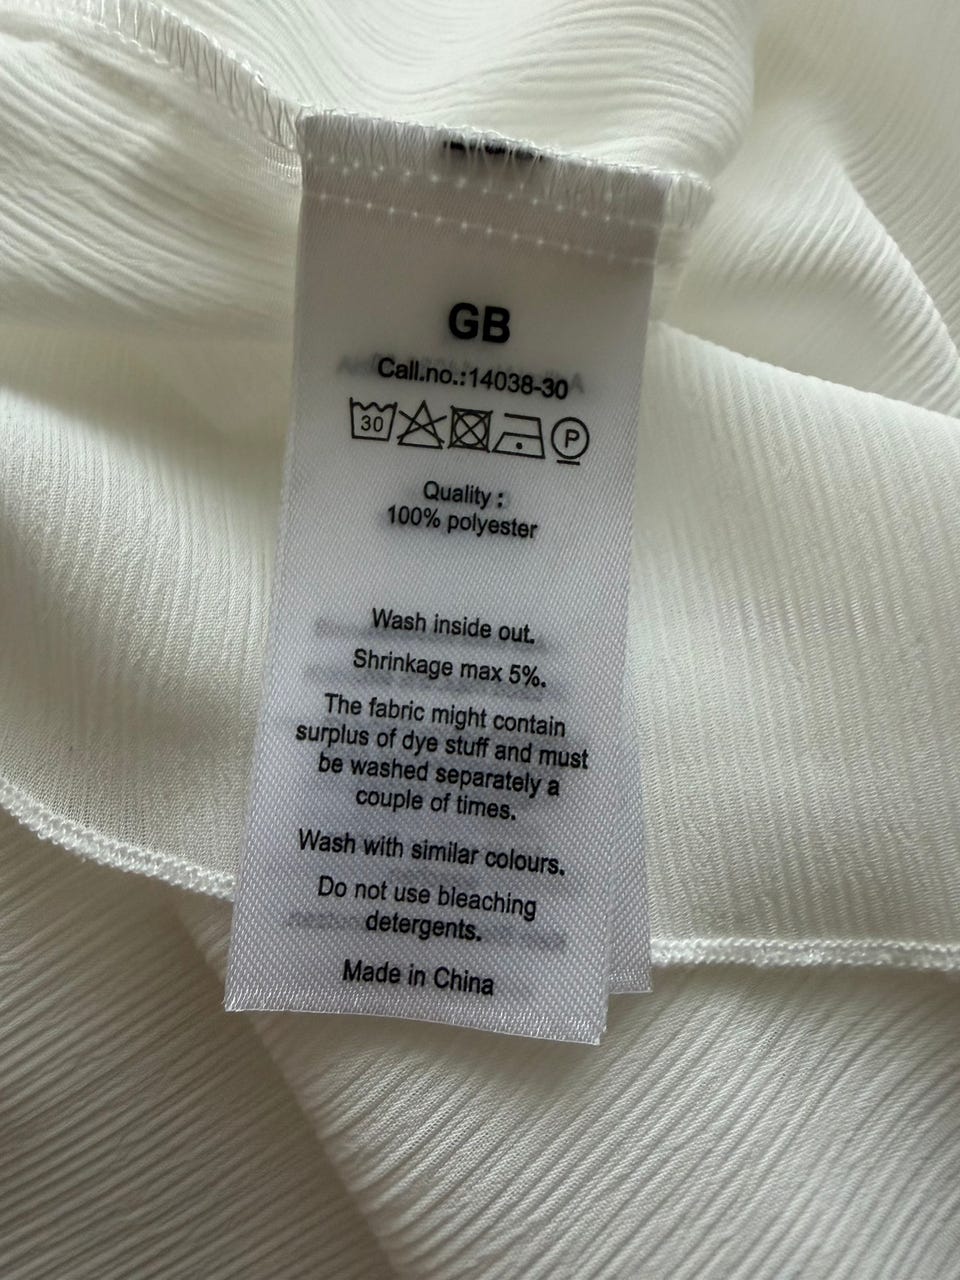 GB
Call.no.:14038-30
30 P
Quality :
100% polyester
Wash inside out.
Shrinkage max 5%.
The fabric might contain
surplus of dye stuff and must
be washed separately a
couple of times.
Wash with similar colours.
Do not use bleaching
detergents.
Made in China